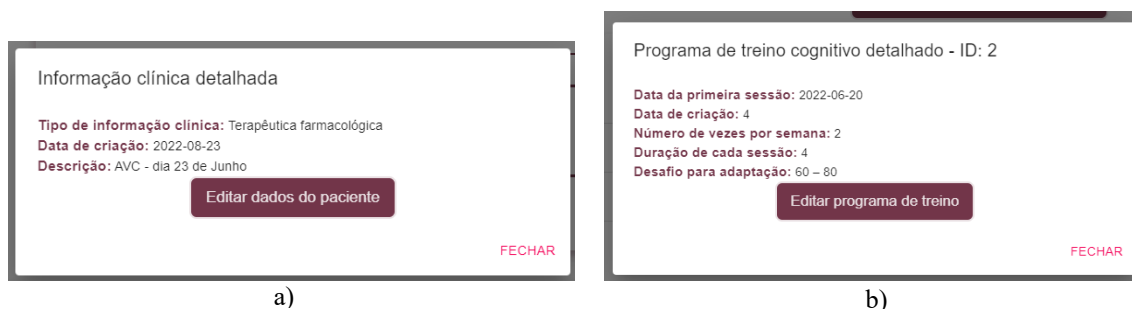 Informação clínica detalhada
Tipo de informação clínica: Terapêutica farmacológica
Data de criação: 2022-08-23
Descrição: AVC - dia 23 de Junho
Editar dados do paciente
FECHAR
a)
Programa de treino cognitivo detalhado - ID: 2
Data da primeira sessão: 2022-06-20
Data de criação: 4
Número de vezes por semana: 2
Duração de cada sessão: 4
Desafio para adaptação: 60 – 80
Editar programa de treino
FECHAR
b)